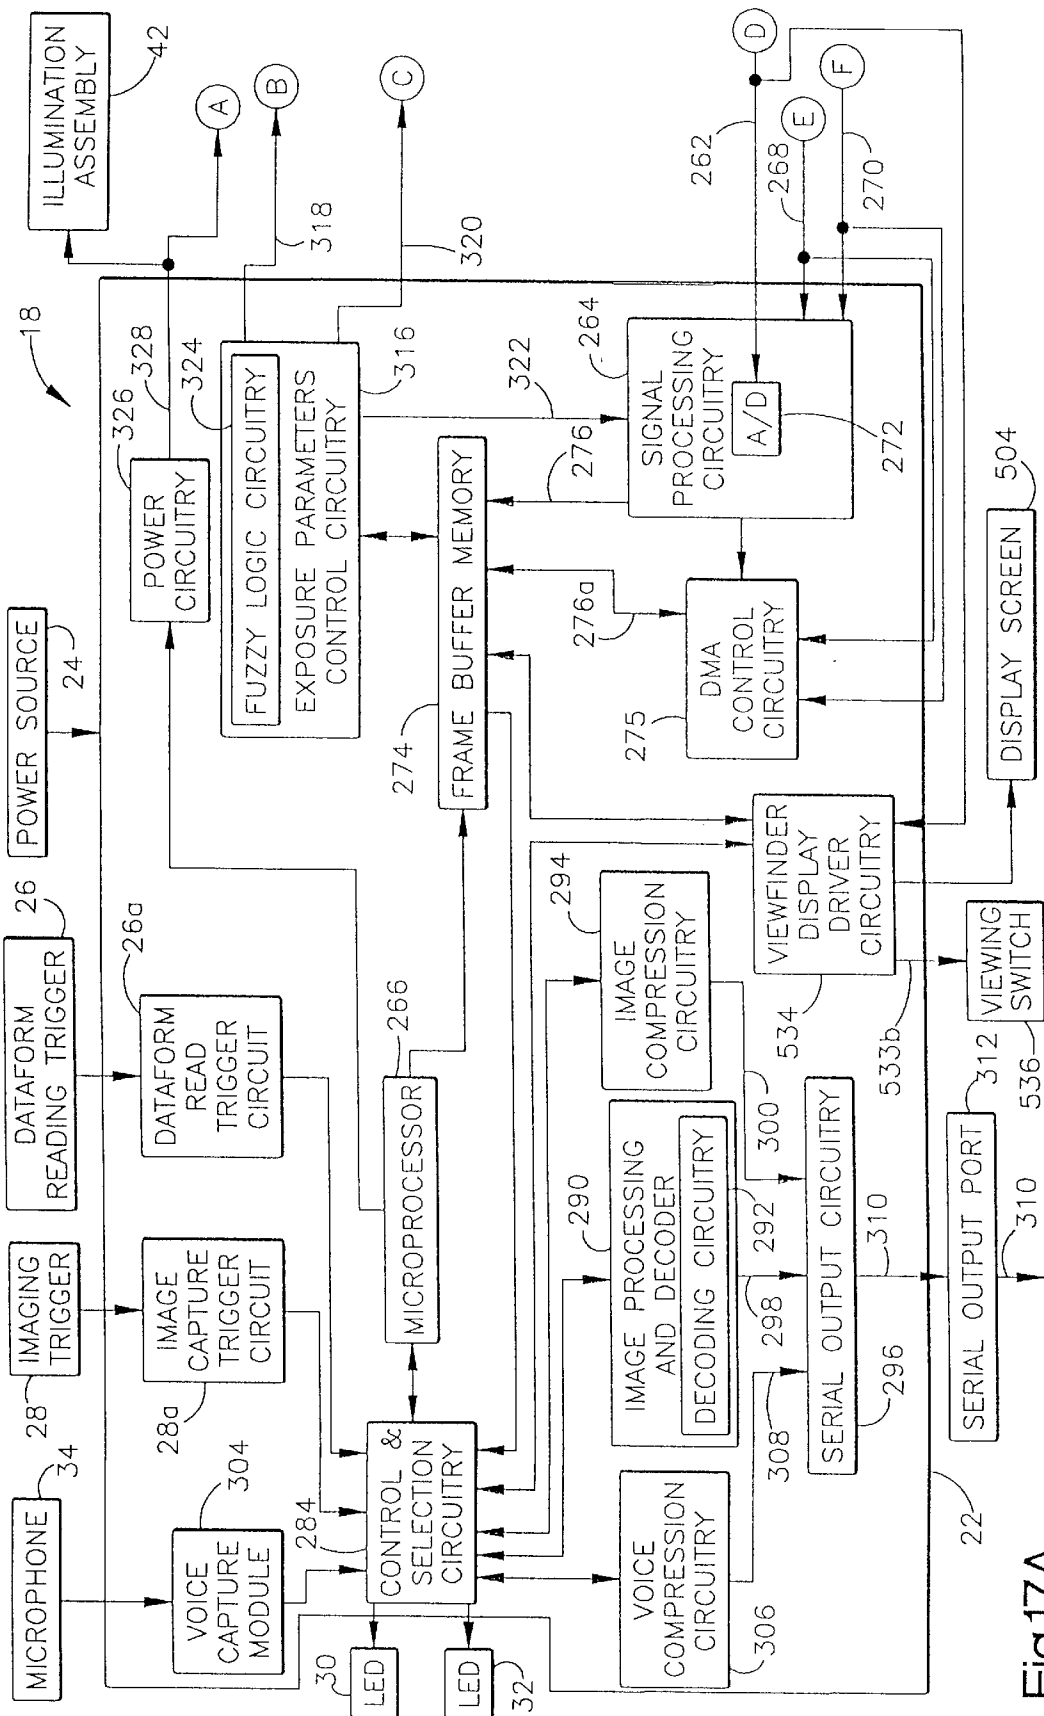 MICROPHONE
34
IMAGING
TRIGGER
28
DATAFORM
READING TRIGGER
26
POWER SOURCE
24
18
ILLUMINATION
ASSEMBLY
42
VOICE
CAPTURE
MODULE
304
IMAGE
CAPTURE
TRIGGER
CIRCUIT
28a
DATAFORM
READ
TRIGGER
CIRCUIT
26a
POWER
CIRCUITRY
326
328
A
FUZZY LOGIC CIRCUITRY
324
EXPOSURE PARAMETERS
CONTROL CIRCUITRY
316
318
B
320
C
LED
30
LED
32
284
CONTROL &
SELECTION
CIRCUITRY
MICROPROCESSOR
266
274
FRAME BUFFER MEMORY
322
276
276a
264
SIGNAL
PROCESSING
CIRCUITRY
A/D
272
262
D
268
E
270
F
275
DMA
CONTROL
CIRCUITRY
VOICE
COMPRESSION
CIRCUITRY
306
290
IMAGE PROCESSING
AND DECODER
DECODING CIRCUITRY
292
294
IMAGE
COMPRESSION
CIRCUITRY
VIEWFINDER
DISPLAY
DRIVER
CIRCUITRY
534
308
298
300
SERIAL OUTPUT CIRCUITRY
296
310
533b
504
DISPLAY SCREEN
22
SERIAL OUTPUT PORT
312
310
VIEWING
SWITCH
536
Fig.17A